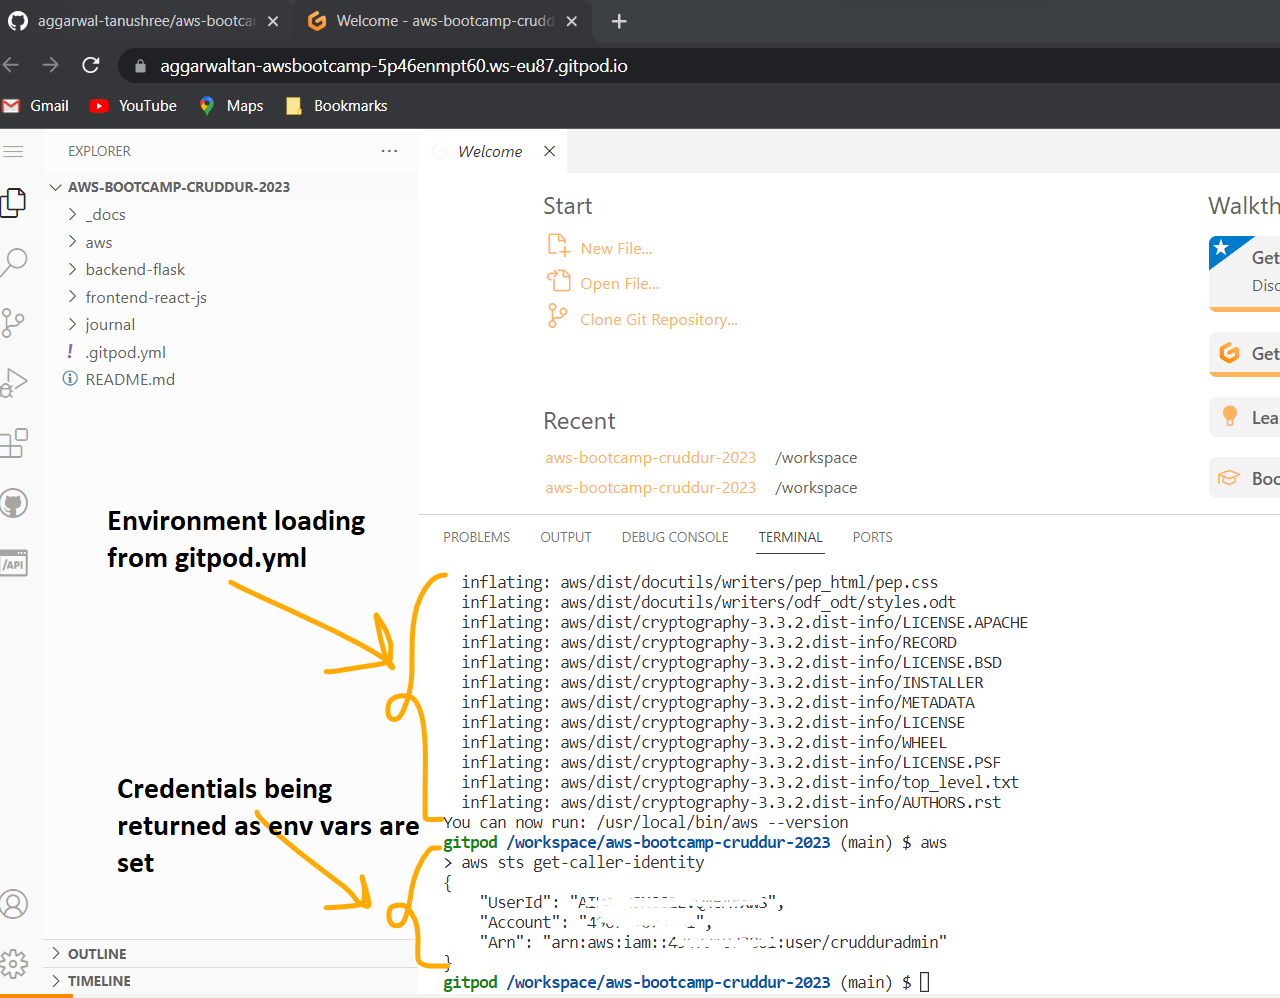 aggarwal-tanushree/aws-bootca
Welcome - aws-bootcamp-crudd
aggarwaltan-awsbootcamp-5p46enmpt60.ws-eu87.gitpod.io
Gmail YouTube Maps Bookmarks
EXPLORER
AWS-BOOTCAMP-CRUDDUR-2023
_docs
aws
backend-flask
frontend-react-js
journal
! .gitpod.yml
README.md
/API
OUTLINE
TIMELINE
Environment loading
from gitpod.yml
Credentials being
returned as env vars are
set
Welcome
Start
New File...
Open File...
Clone Git Repository...
Recent
aws-bootcamp-cruddur-2023 /workspace
aws-bootcamp-cruddur-2023 /workspace
Walkth
Get
Disc
Get
Lea
Boo
PROBLEMS OUTPUT DEBUG CONSOLE TERMINAL PORTS
inflating: aws/dist/docutils/writers/pep_html/pep.css
inflating: aws/dist/docutils/writers/odf_odt/styles.odt
inflating: aws/dist/cryptography-3.3.2.dist-info/LICENSE.APACHE
inflating: aws/dist/cryptography-3.3.2.dist-info/RECORD
inflating: aws/dist/cryptography-3.3.2.dist-info/LICENSE.BSD
inflating: aws/dist/cryptography-3.3.2.dist-info/INSTALLER
inflating: aws/dist/cryptography-3.3.2.dist-info/METADATA
inflating: aws/dist/cryptography-3.3.2.dist-info/LICENSE
inflating: aws/dist/cryptography-3.3.2.dist-info/WHEEL
inflating: aws/dist/cryptography-3.3.2.dist-info/LICENSE.PSF
inflating: aws/dist/cryptography-3.3.2.dist-info/top_level.txt
inflating: aws/dist/cryptography-3.3.2.dist-info/AUTHORS.rst
You can now run: /usr/local/bin/aws --version
gitpod /workspace/aws-bootcamp-cruddur-2023 (main) $ aws
> aws sts get-caller-identity
{
"UserId":
"Account":
"Arn": "arn:aws:iam:: :user/crudduradmin"
}
gitpod /workspace/aws-bootcamp-cruddur-2023 (main) $